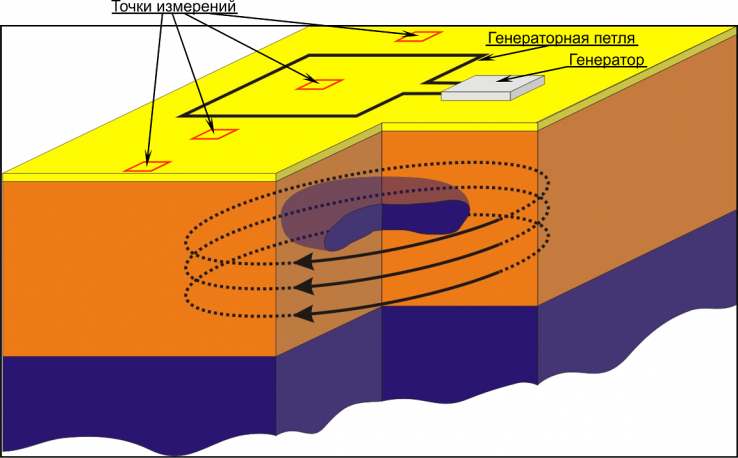 Точки измерений
Генераторная петля
Генератор